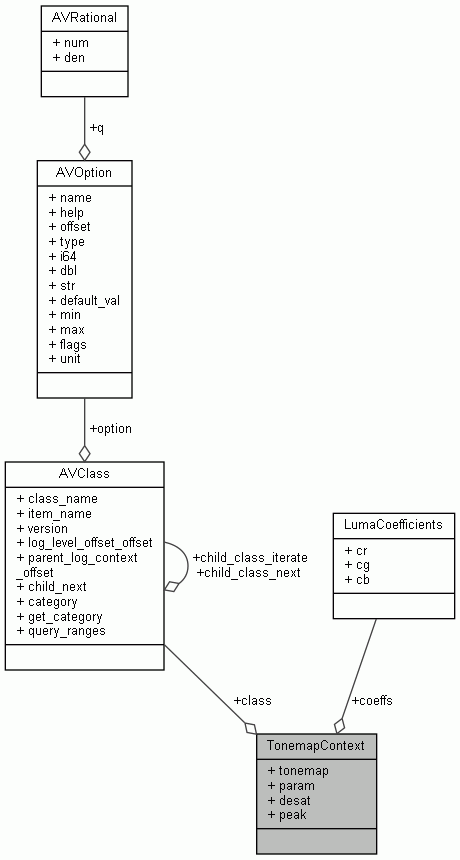 AVRational
+ num
+ den
+q
AVOption
+ name
+ help
+ offset
+ type
+ i64
+ dbl
+ str
+ default_val
+ min
+ max
+ flags
+ unit
+option
AVClass
+ class_name
+ item_name
+ version
+ log_level_offset_offset
+ parent_log_context
_offset
+ child_next
+ category
+ get_category
+ query_ranges
+child_class_iterate
+child_class_next
LumaCoefficients
+ cr
+ cg
+ cb
+class
+coeffs
TonemapContext
+ tonemap
+ param
+ desat
+ peak